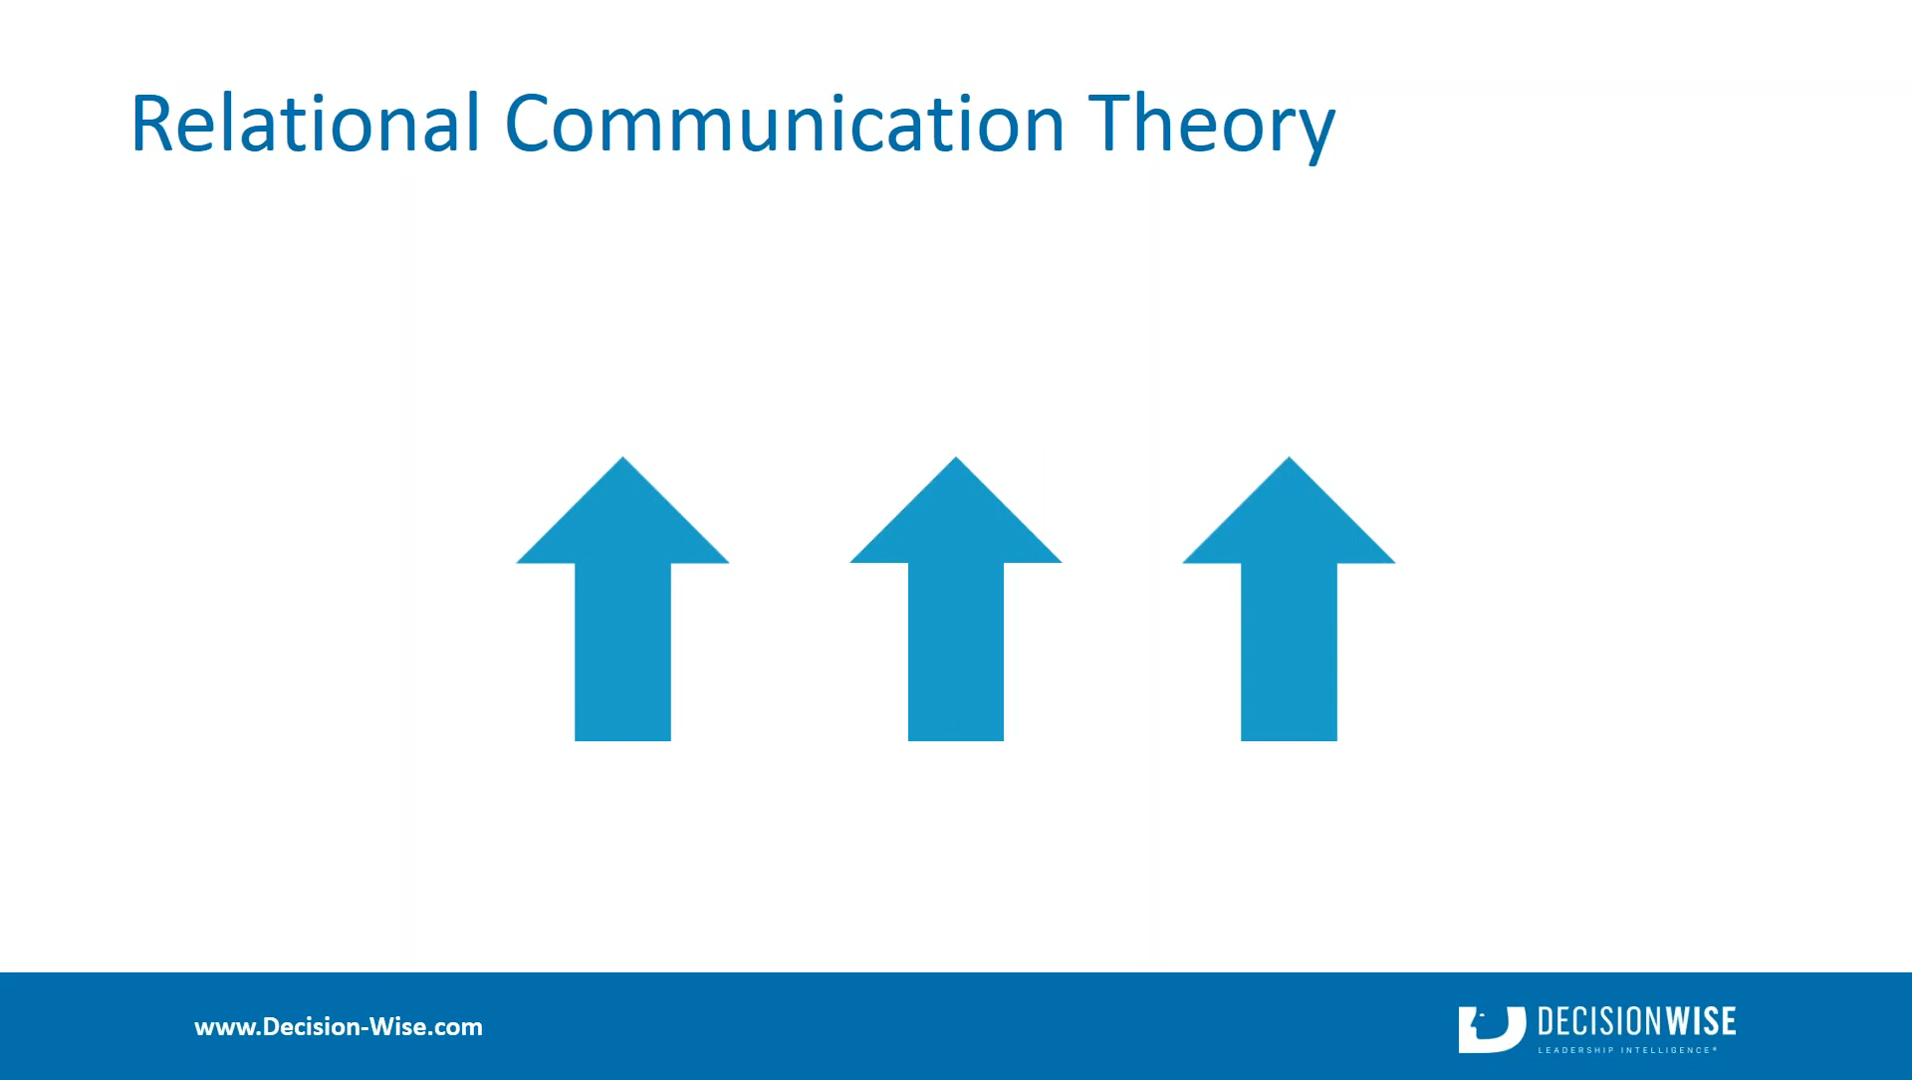 Relational Communication Theory
www.Decision-Wise.com
DECISIONWISE
LEADERSHIP INTELLIGENCE®